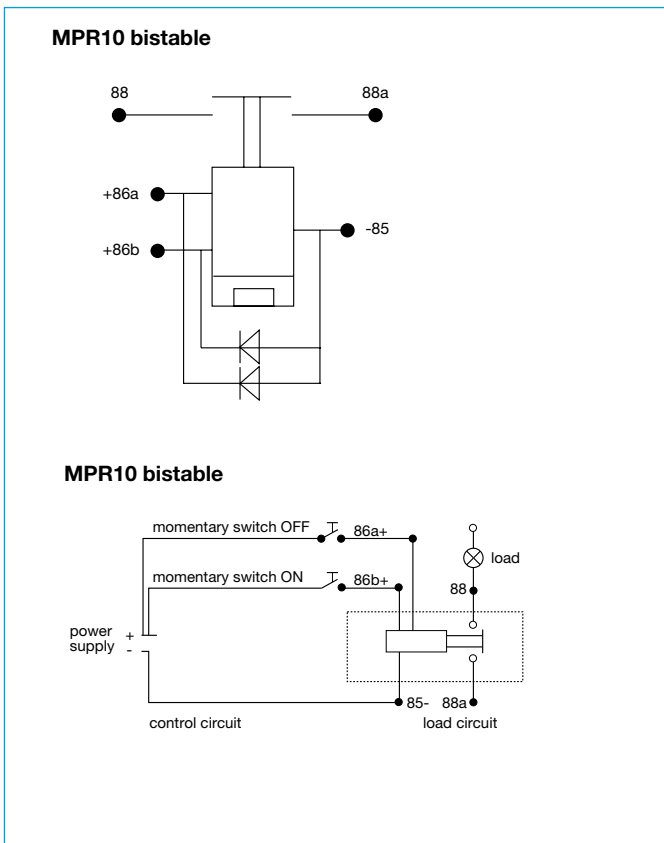 MPR10 bistable
88 88a
+86a
-85
+86b
MPR10 bistable
momentary switch OFF 86a+
load
momentary switch ON 86b+
88
power + 
supply -
85- 88a
control circuit load circuit